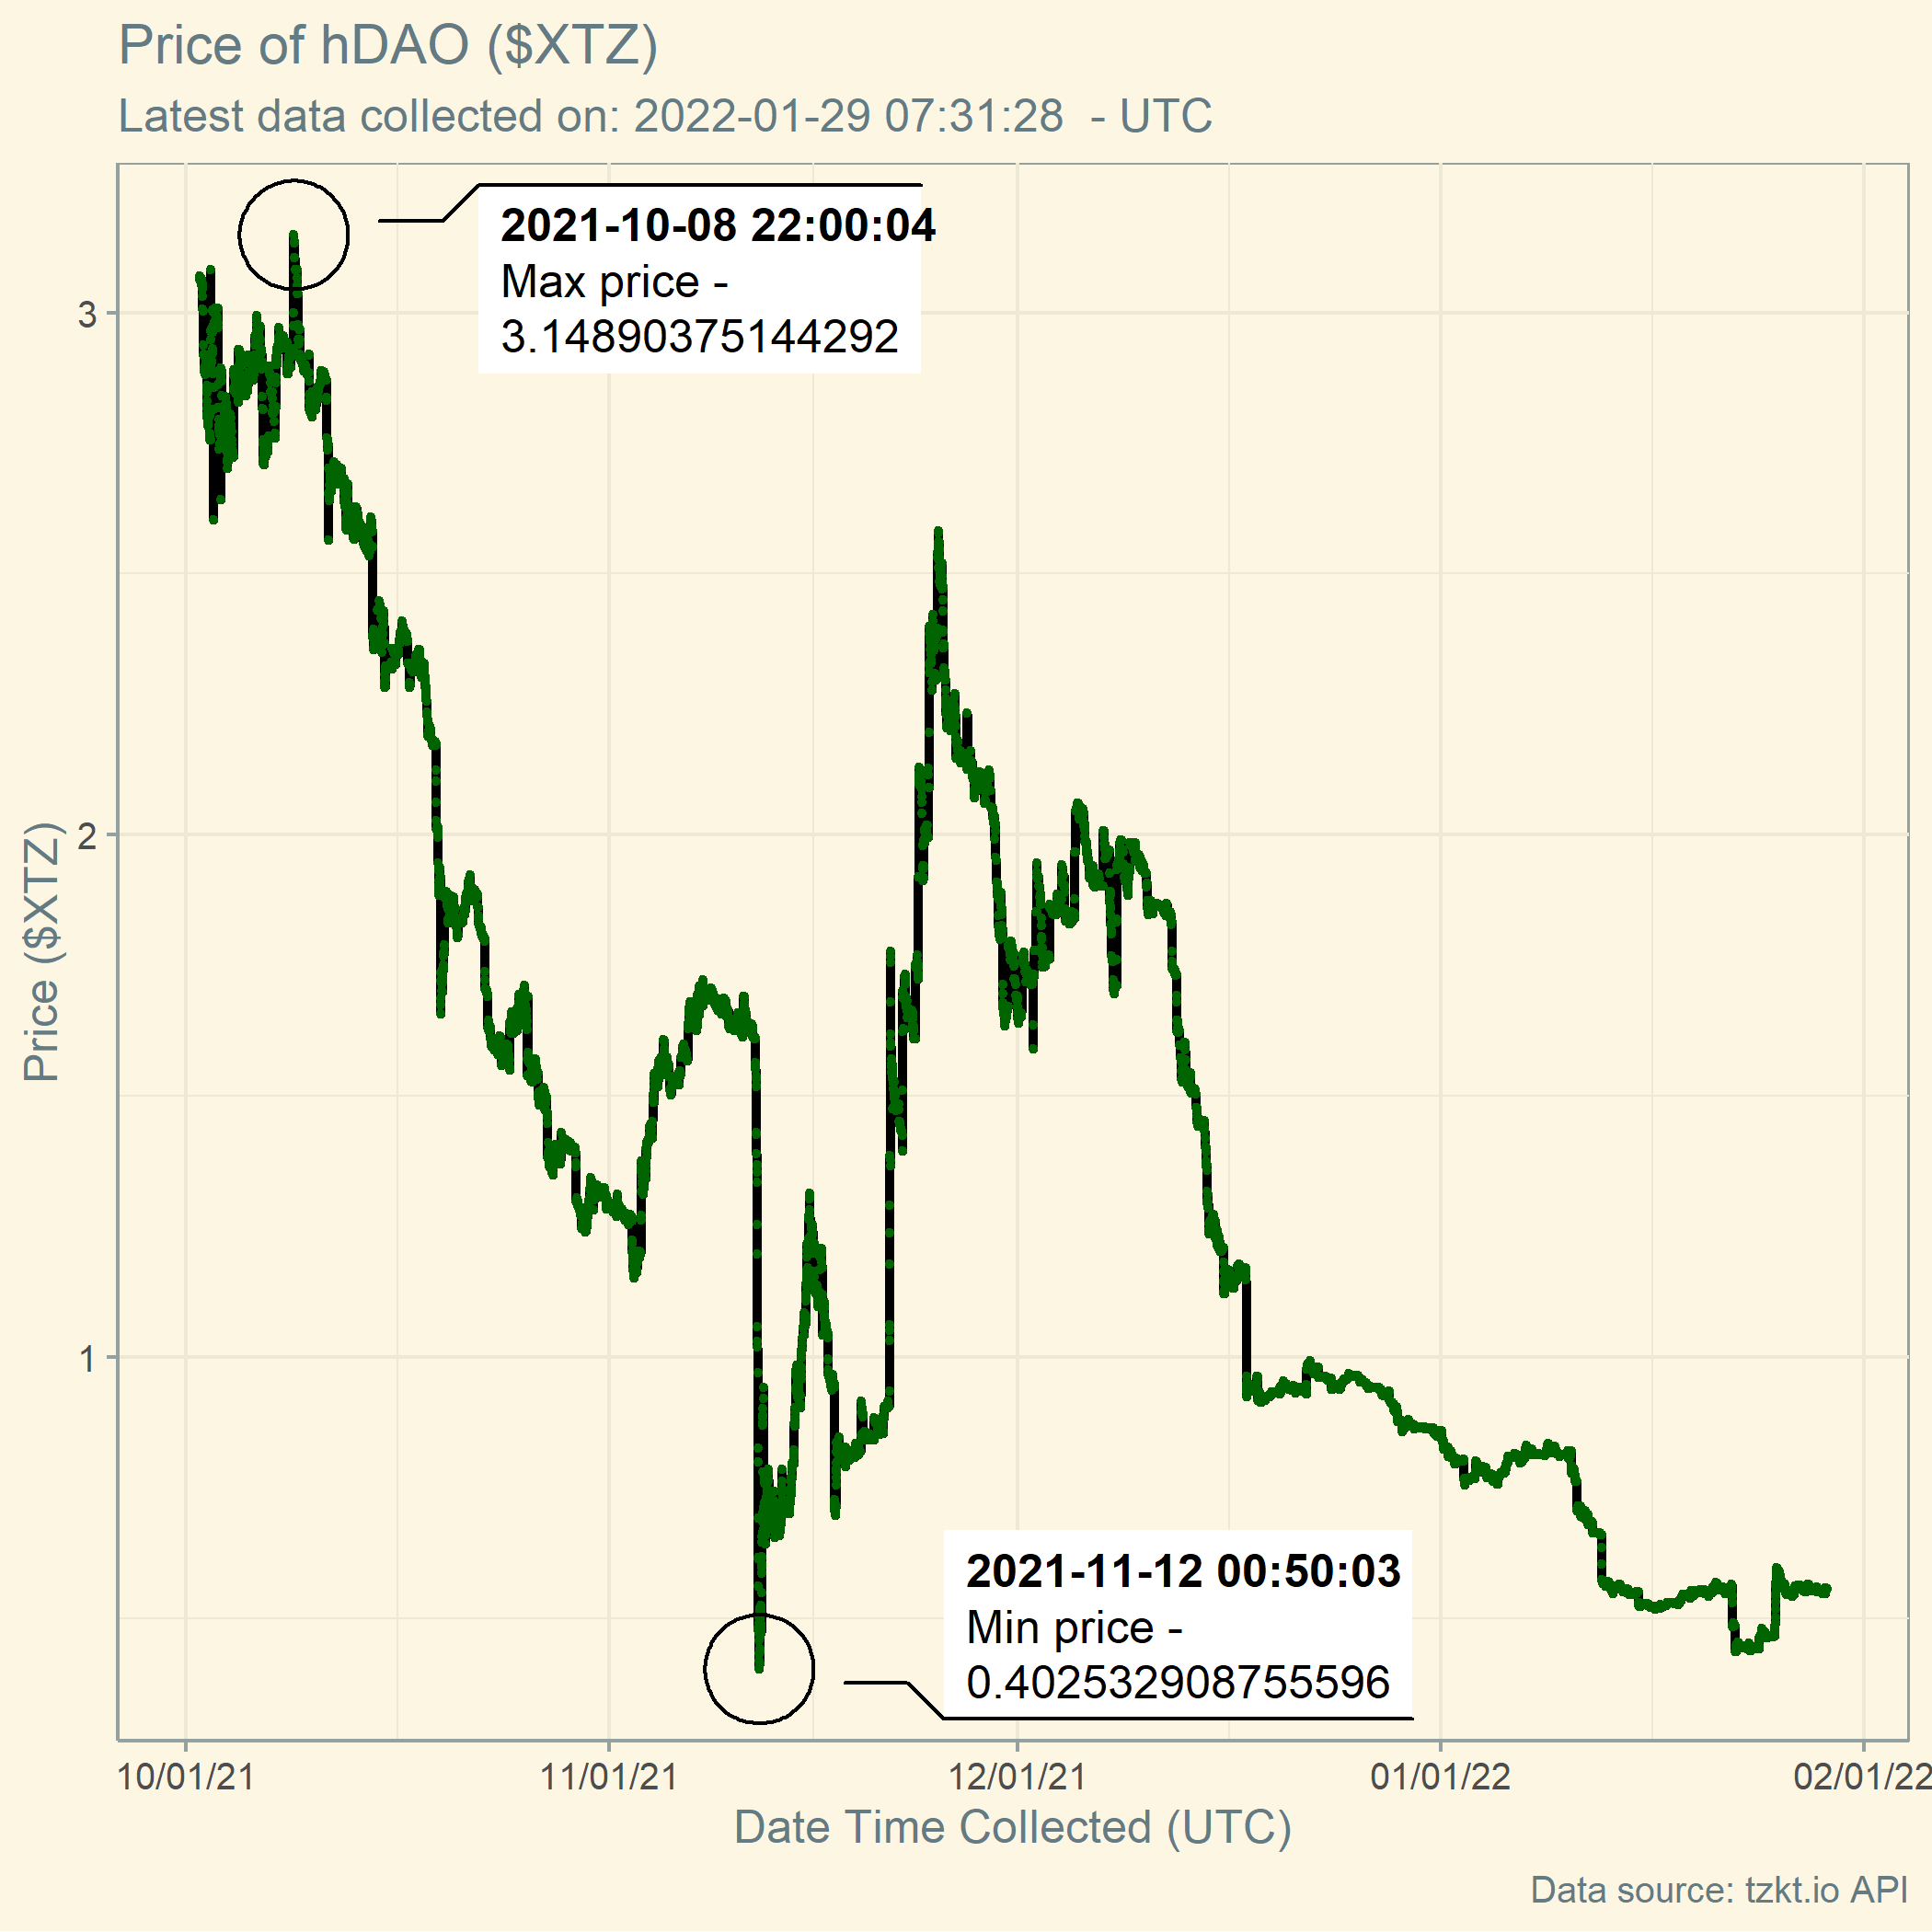 Price of hDAO ($XTZ)
Latest data collected on: 2022-01-29 07:31:28  - UTC
2021-10-08 22:00:04
Max price -
3.14890375144292
3
2
1
Price ($XTZ)
2021-11-12 00:50:03
Min price -
0.402532908755596
10/01/21
11/01/21
12/01/21
01/01/22
02/01/22
Date Time Collected (UTC)
Data source: tzkt.io API